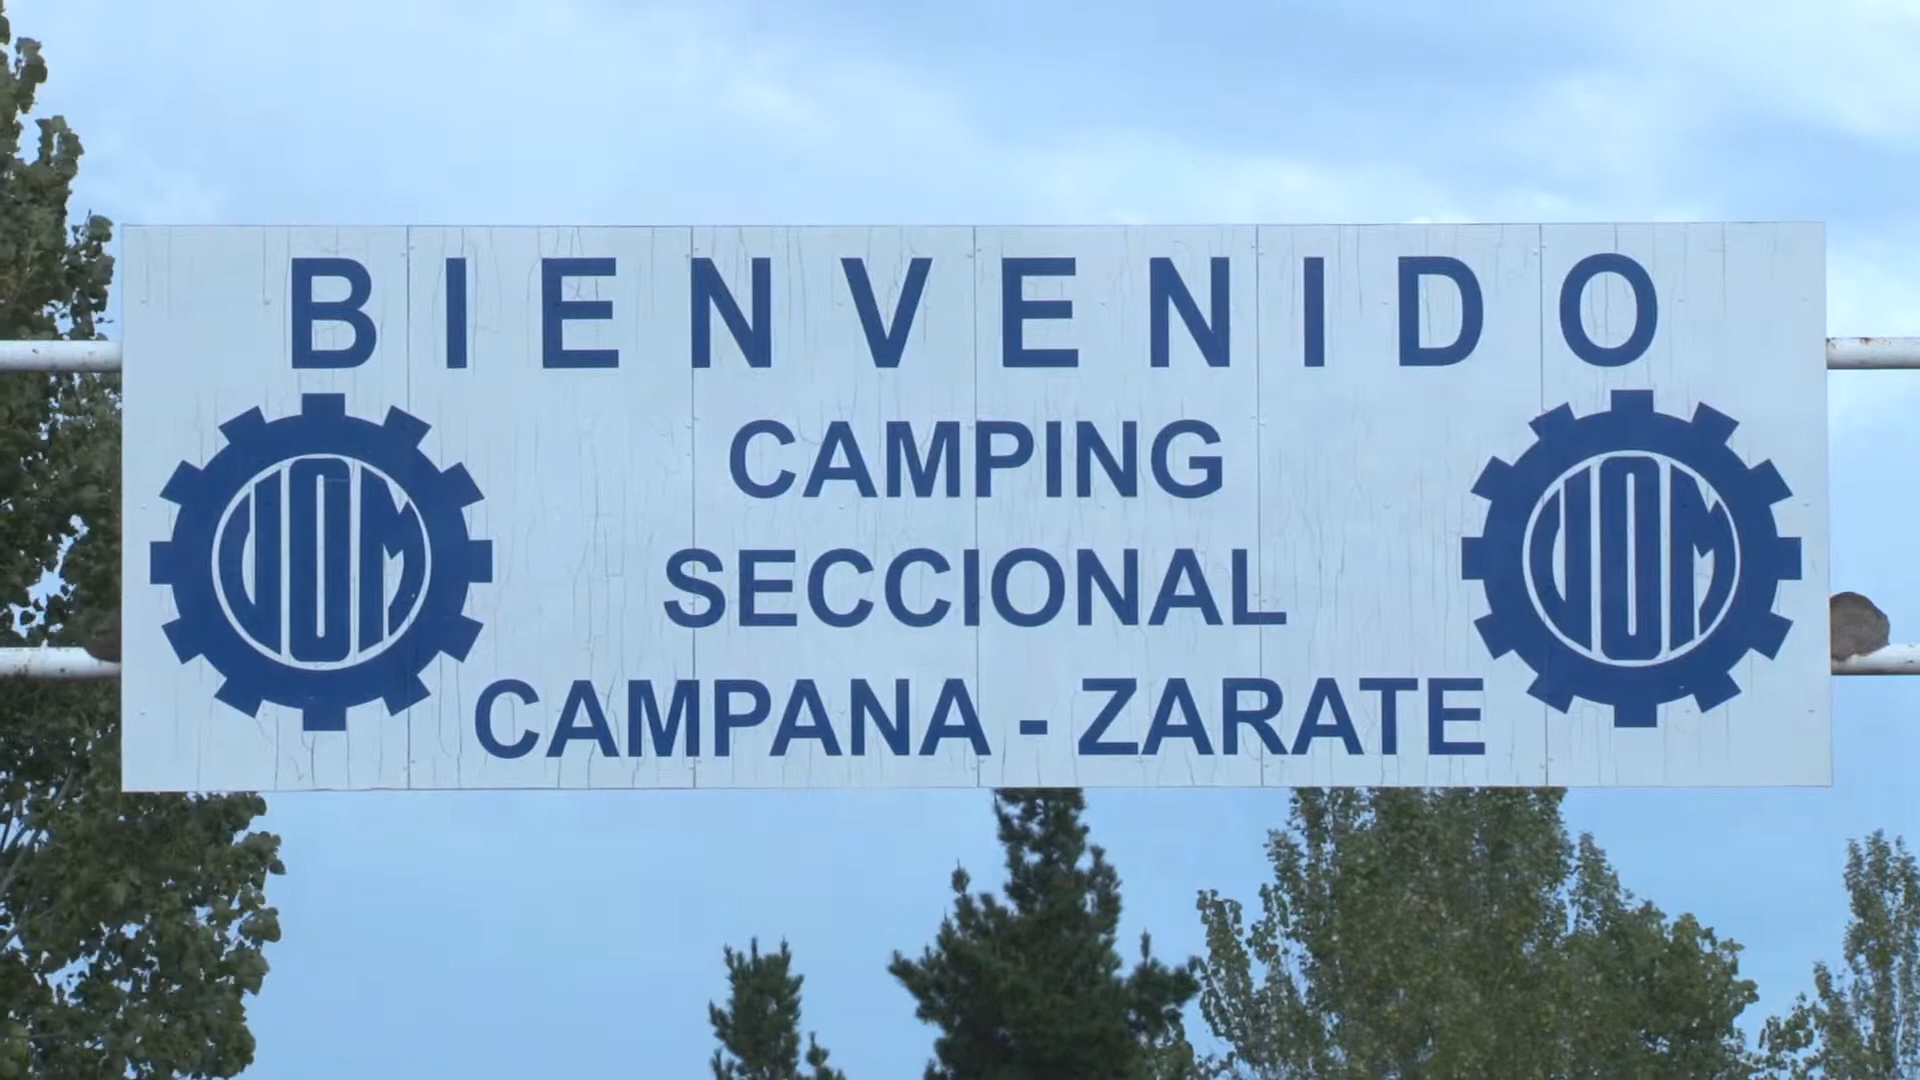 BIENVENIDO
CAMPING
UOM
UOM
SECCIONAL
CAMPANA - ZARATE